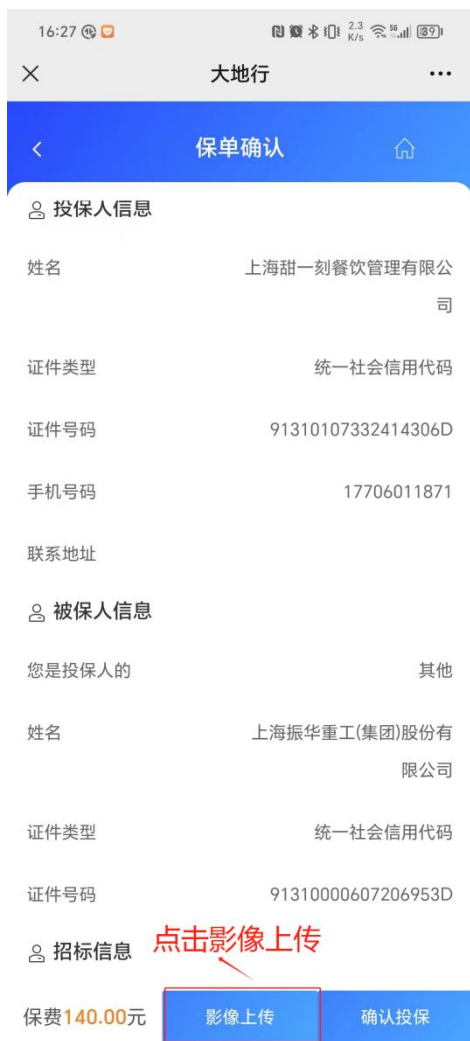 16:27
2.3
K/s
5G
39
大地行
保单确认
投保人信息
姓名
上海甜一刻餐饮管理有限公
司
证件类型
统一社会信用代码
证件号码
91310107332414306D
手机号码
17706011871
联系地址
被保人信息
您是投保人的
其他
姓名
上海振华重工(集团)股份有
限公司
证件类型
统一社会信用代码
证件号码
91310000607206953D
招标信息
点击影像上传
保费140.00元
影像上传
确认投保